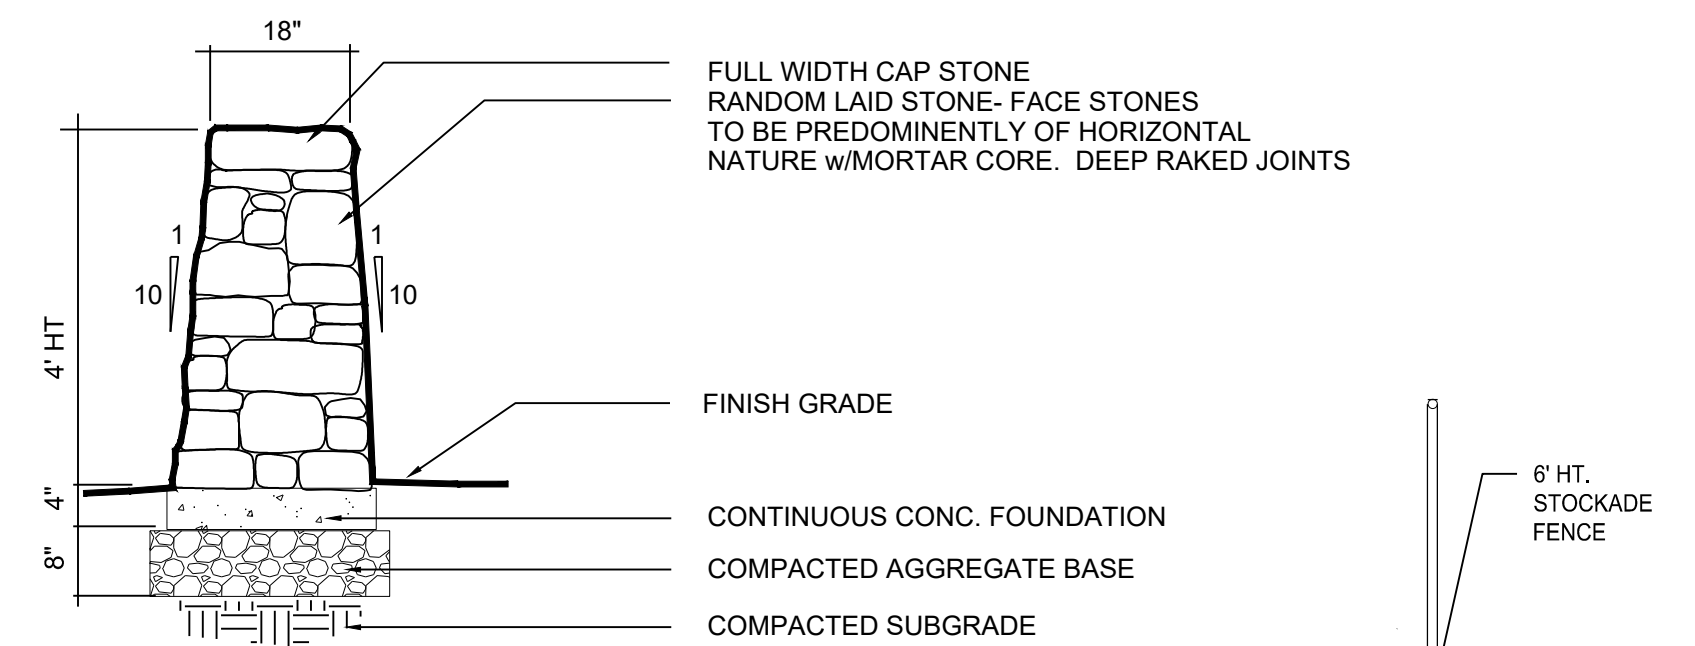 18"
FULL WIDTH CAP STONE
RANDOM LAID STONE- FACE STONES
TO BE PREDOMINENTLY OF HORIZONTAL
NATURE w/MORTAR CORE.  DEEP RAKED JOINTS
1
10
1
10
4' HT
FINISH GRADE
4"
CONTINUOUS CONC. FOUNDATION
8"
COMPACTED AGGREGATE BASE
COMPACTED SUBGRADE
6' HT.
STOCKADE
FENCE